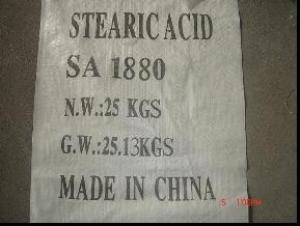 STEARIC ACID
SA 1880
N.W.:25 KGS
G.W.:25.13KGS
MADE IN CHINA